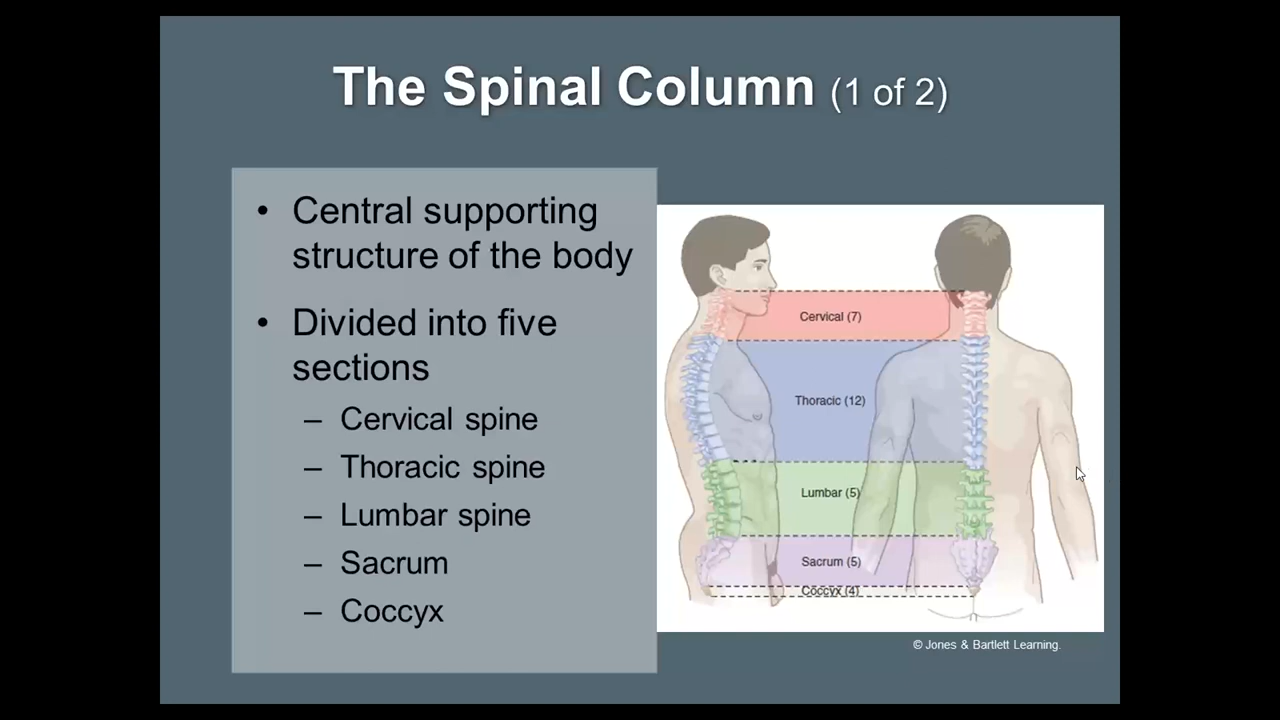 The Spinal Column (1 of 2)
• Central supporting
structure of the body
• Divided into five
sections
– Cervical spine
– Thoracic spine
– Lumbar spine
– Sacrum
– Coccyx
Cervical (7)
Thoracic (12)
Lumbar (5)
Sacrum (5)
Coccyx (4)
© Jones & Bartlett Learning.